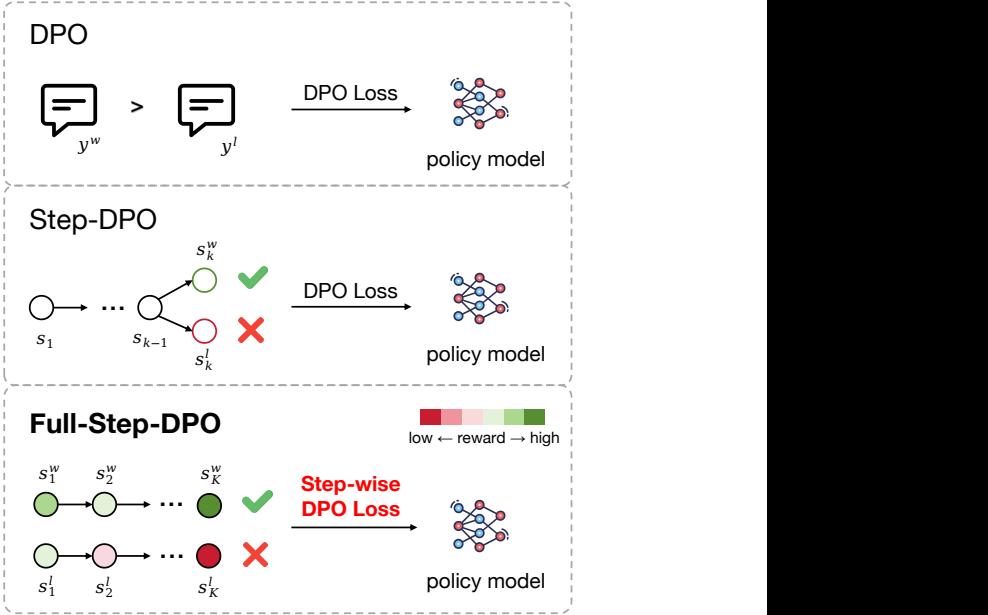 DPO
>
y^w
y^l
DPO Loss
policy model
Step-DPO
s_1
...
s_{k−1}
s_k^w
s_k^l
DPO Loss
policy model
Full-Step-DPO
low ← reward → high
s_1^w s_2^w ... s_K^w
s_1^l s_2^l ... s_K^l
Step-wise
DPO Loss
policy model